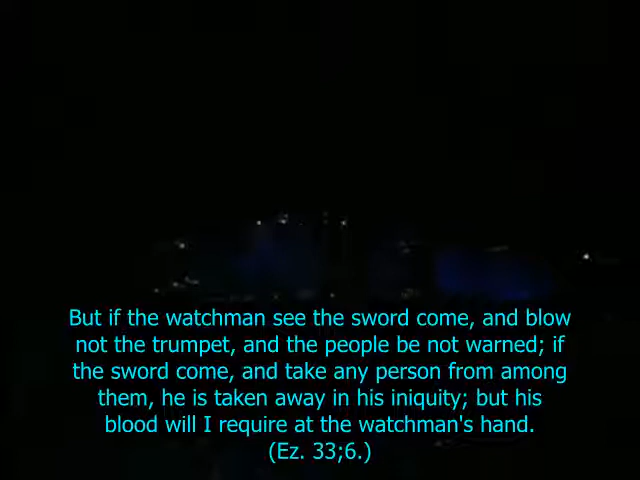 But if the watchman see the sword come, and blow
not the trumpet, and the people be not warned; if
the sword come, and take any person from among
them, he is taken away in his iniquity; but his
blood will I require at the watchman's hand.
(Ez. 33;6.)